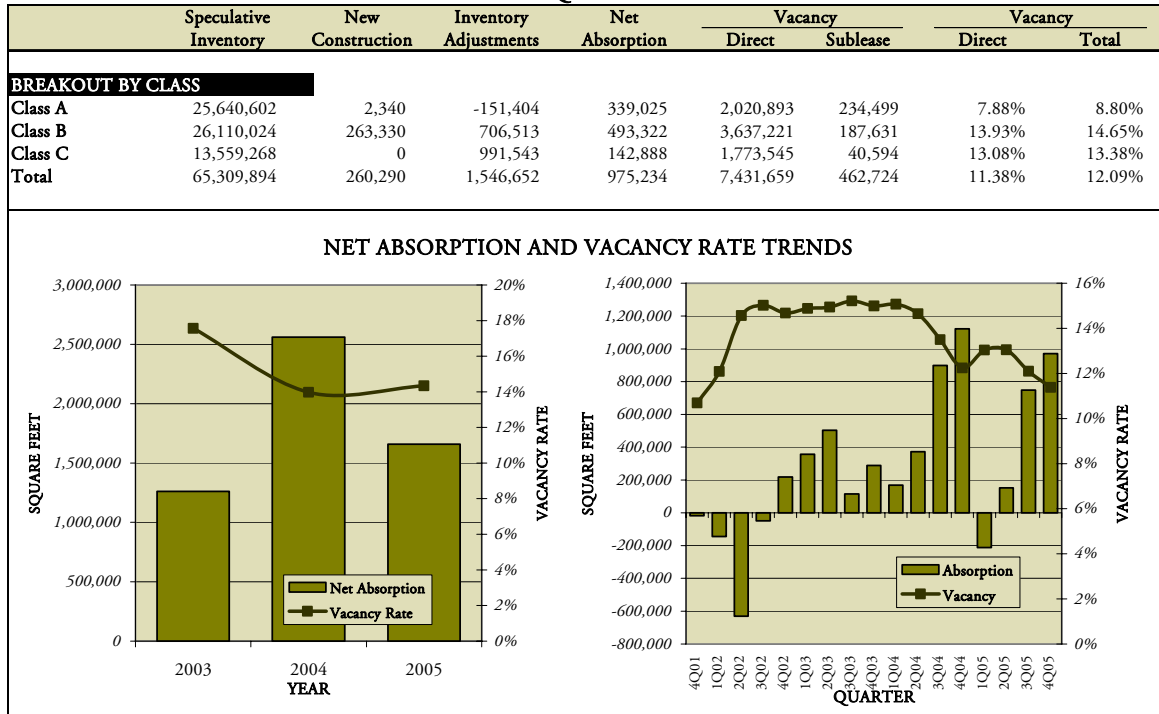 Speculative New Inventory Net Vacancy Vacancy
Inventory Construction Adjustments Absorption Direct Sublease Direct Total
BREAKOUT BY CLASS
Class A 25,640,602 2,340 -151,404 339,025 2,020,893 234,499 7.88% 8.80%
Class B 26,110,024 263,330 706,513 493,322 3,637,221 187,631 13.93% 14.65%
Class C 13,559,268 0 991,543 142,888 1,773,545 40,594 13.08% 13.38%
Total 65,309,894 260,290 1,546,652 975,234 7,431,659 462,724 11.38% 12.09%
NET ABSORPTION AND VACANCY RATE TRENDS
3,000,000
2,500,000
2,000,000
1,500,000
1,000,000
500,000
0
SQUARE FEET
20%
18%
16%
14%
12%
10%
8%
6%
4%
2%
0%
VACANCY RATE
Net Absorption
Vacancy Rate
2003 2004 2005
YEAR
1,400,000
1,200,000
1,000,000
800,000
600,000
400,000
200,000
0
-200,000
-400,000
-600,000
-800,000
SQUARE FEET
16%
14%
12%
10%
8%
6%
4%
2%
0%
VACANCY RATE
Absorption
Vacancy
4Q01 1Q02 2Q02 3Q02 4Q02 1Q03 2Q03 3Q03 4Q03 1Q04 2Q04 3Q04 4Q04 1Q05 2Q05 3Q05 4Q05
QUARTER